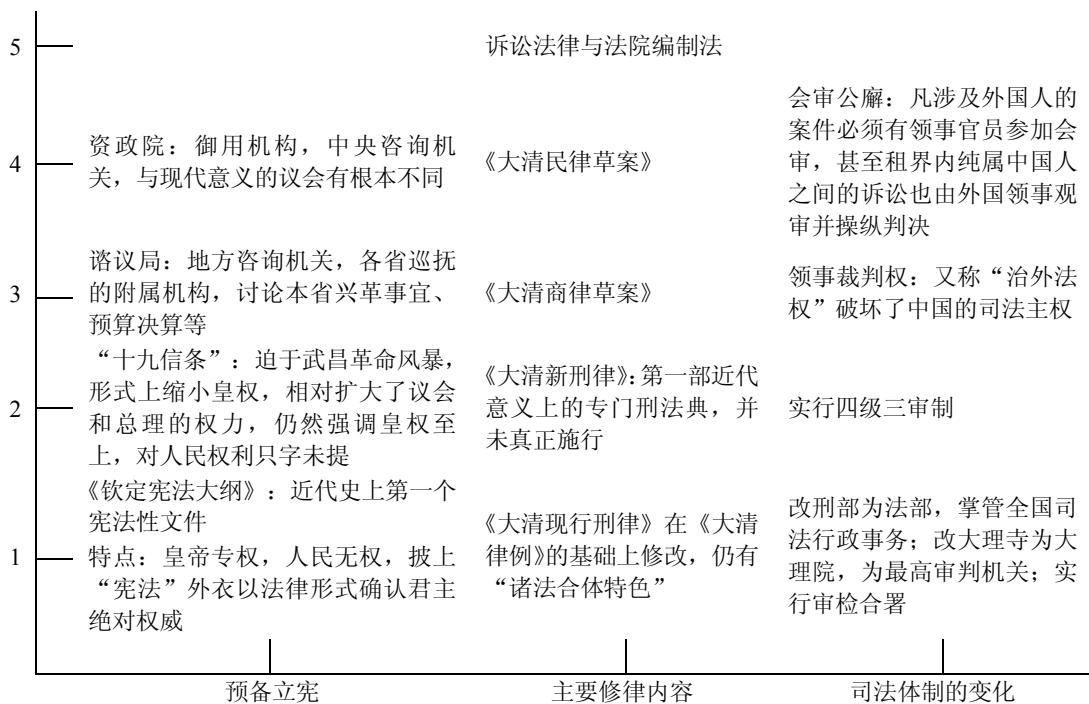 5
诉讼法律与法院编制法
4
资政院：御用机构，中央咨询机
关，与现代意义的议会有根本不同
《大清民律草案》
会审公廨：凡涉及外国人的
案件必须有领事官员参加会
审，甚至租界内纯属中国人
之间的诉讼也由外国领事观
审并操纵判决
3
谘议局：地方咨询机关，各省巡抚
的附属机构，讨论本省兴革事宜、
预算决算等
《大清商律草案》
领事裁判权：又称“治外法
权”破坏了中国的司法主权
2
“十九信条”：迫于武昌革命风暴，
形式上缩小皇权，相对扩大了议会
和总理的权力，仍然强调皇权至
上，对人民权利只字未提
《大清新刑律》：第一部近代
意义上的专门刑法典，并
未真正施行
实行四级三审制
1
《钦定宪法大纲》：近代史上第一个
宪法性文件
特点：皇帝专权，人民无权，披上
“宪法”外衣以法律形式确认君主
绝对权威
《大清现行刑律》在《大清
律例》的基础上修改，仍有
“诸法合体特色”
改刑部为法部，掌管全国司
法行政事务；改大理寺为大
理院，为最高审判机关；实
行审检合署
预备立宪
主要修律内容
司法体制的变化